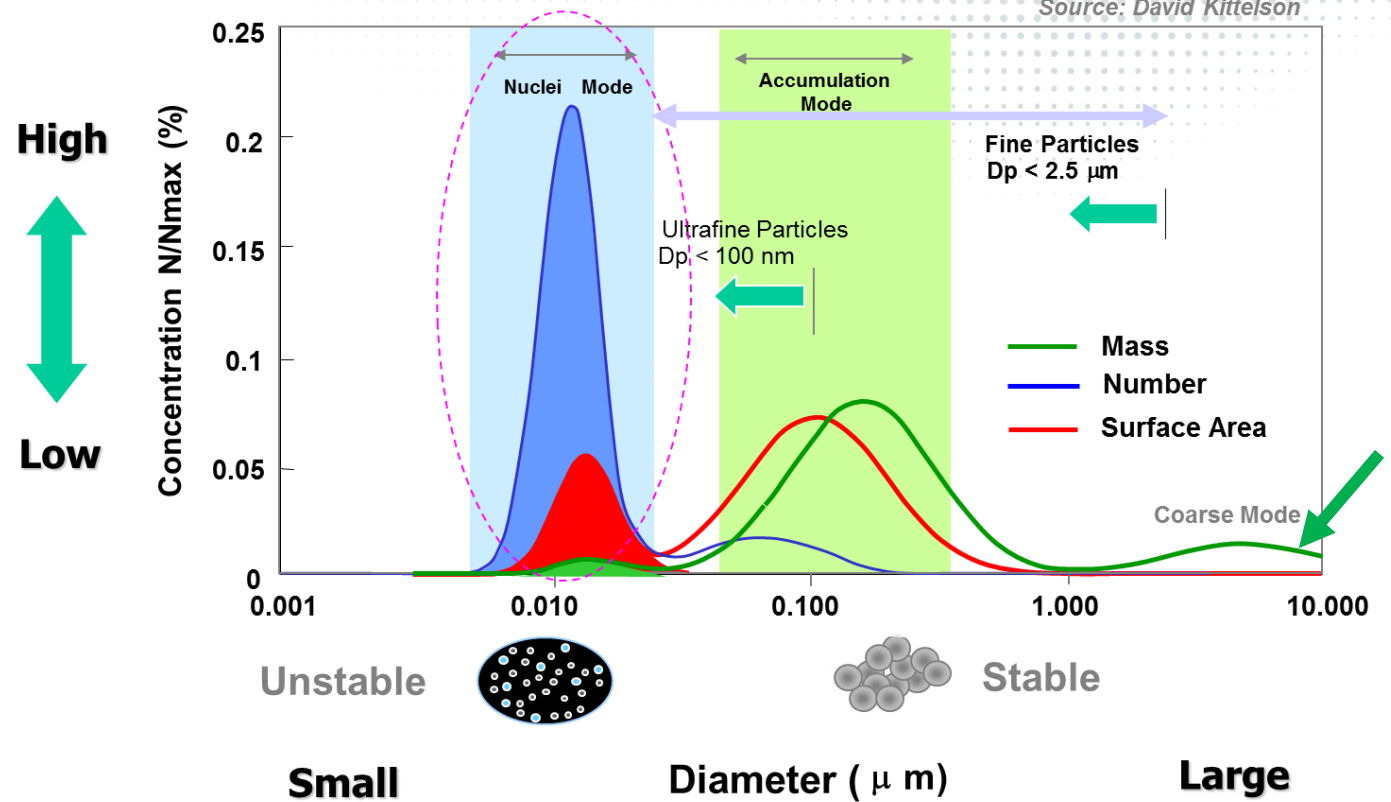 Source: David Kittelson
0.25
Nuclei Mode
Accumulation
Mode
High
0.2
Fine Particles
Dp < 2.5 μm
Concentration N/Nmax (%)
0.15
Ultrafine Particles
Dp < 100 nm
0.1
Mass
Number
Surface Area
Low
0.05
Coarse Mode
0
0.001
0.010
0.100
1.000
10.000
Unstable
Stable
Small
Diameter ( μ m)
Large